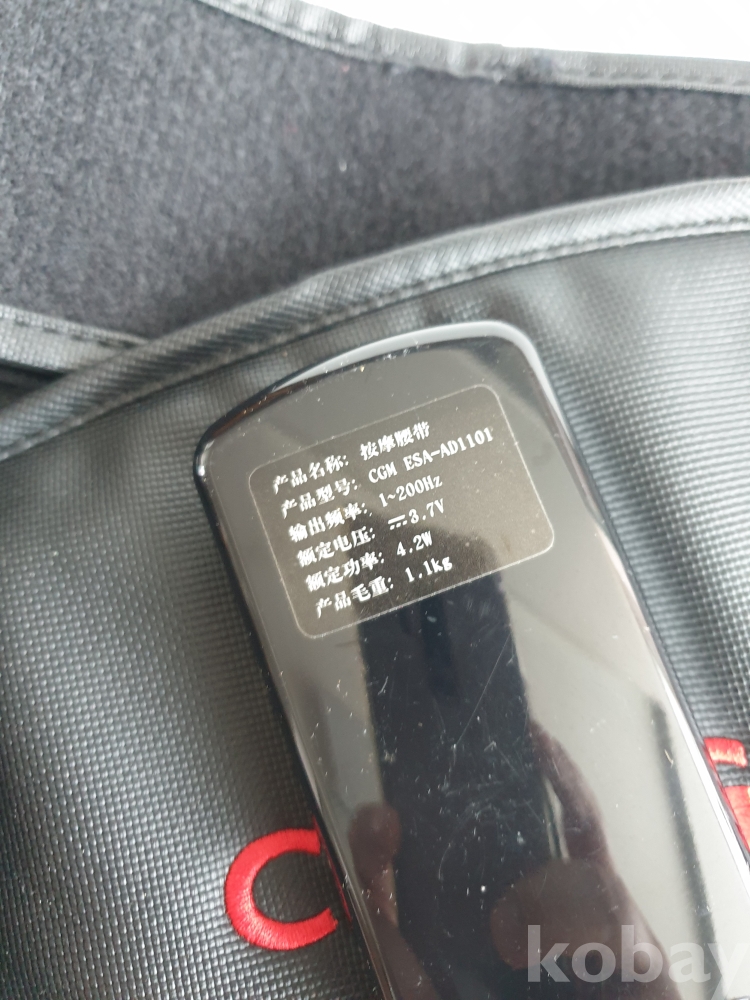 产品名称: 按摩腰带
产品型号: CGM ESA-AD1101
输出频率: 1~200Hz
额定电压: ⎓3.7V
额定功率: 4.2W
产品毛重: 1.1kg
C
kobay